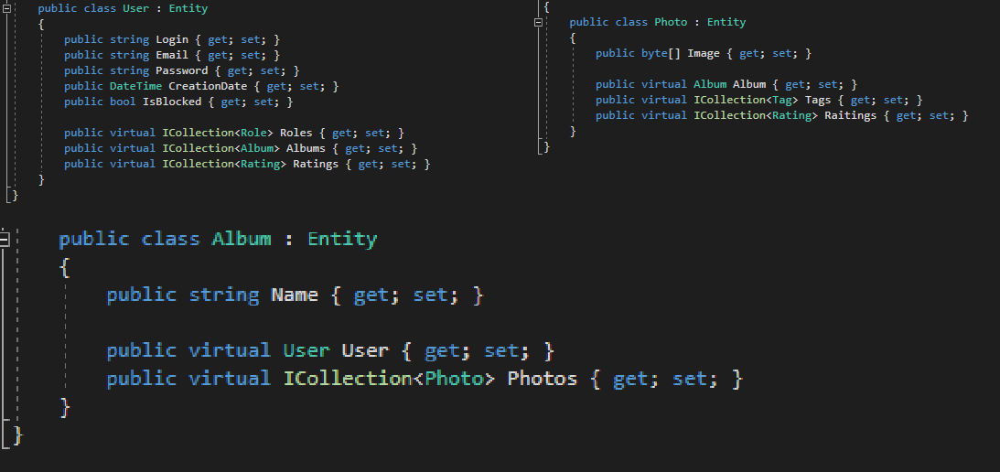 public class User : Entity
{
public string Login { get; set; }
public string Email { get; set; }
public string Password { get; set; }
public DateTime CreationDate { get; set; }
public bool IsBlocked { get; set; }
public virtual ICollection<Role> Roles { get; set; }
public virtual ICollection<Album> Albums { get; set; }
public virtual ICollection<Rating> Ratings { get; set; }
}
}
{
public class Photo : Entity
{
public byte[] Image { get; set; }
public virtual Album Album { get; set; }
public virtual ICollection<Tag> Tags { get; set; }
public virtual ICollection<Rating> Raitings { get; set; }
}
}
public class Album : Entity
{
public string Name { get; set; }
public virtual User User { get; set; }
public virtual ICollection<Photo> Photos { get; set; }
}
}